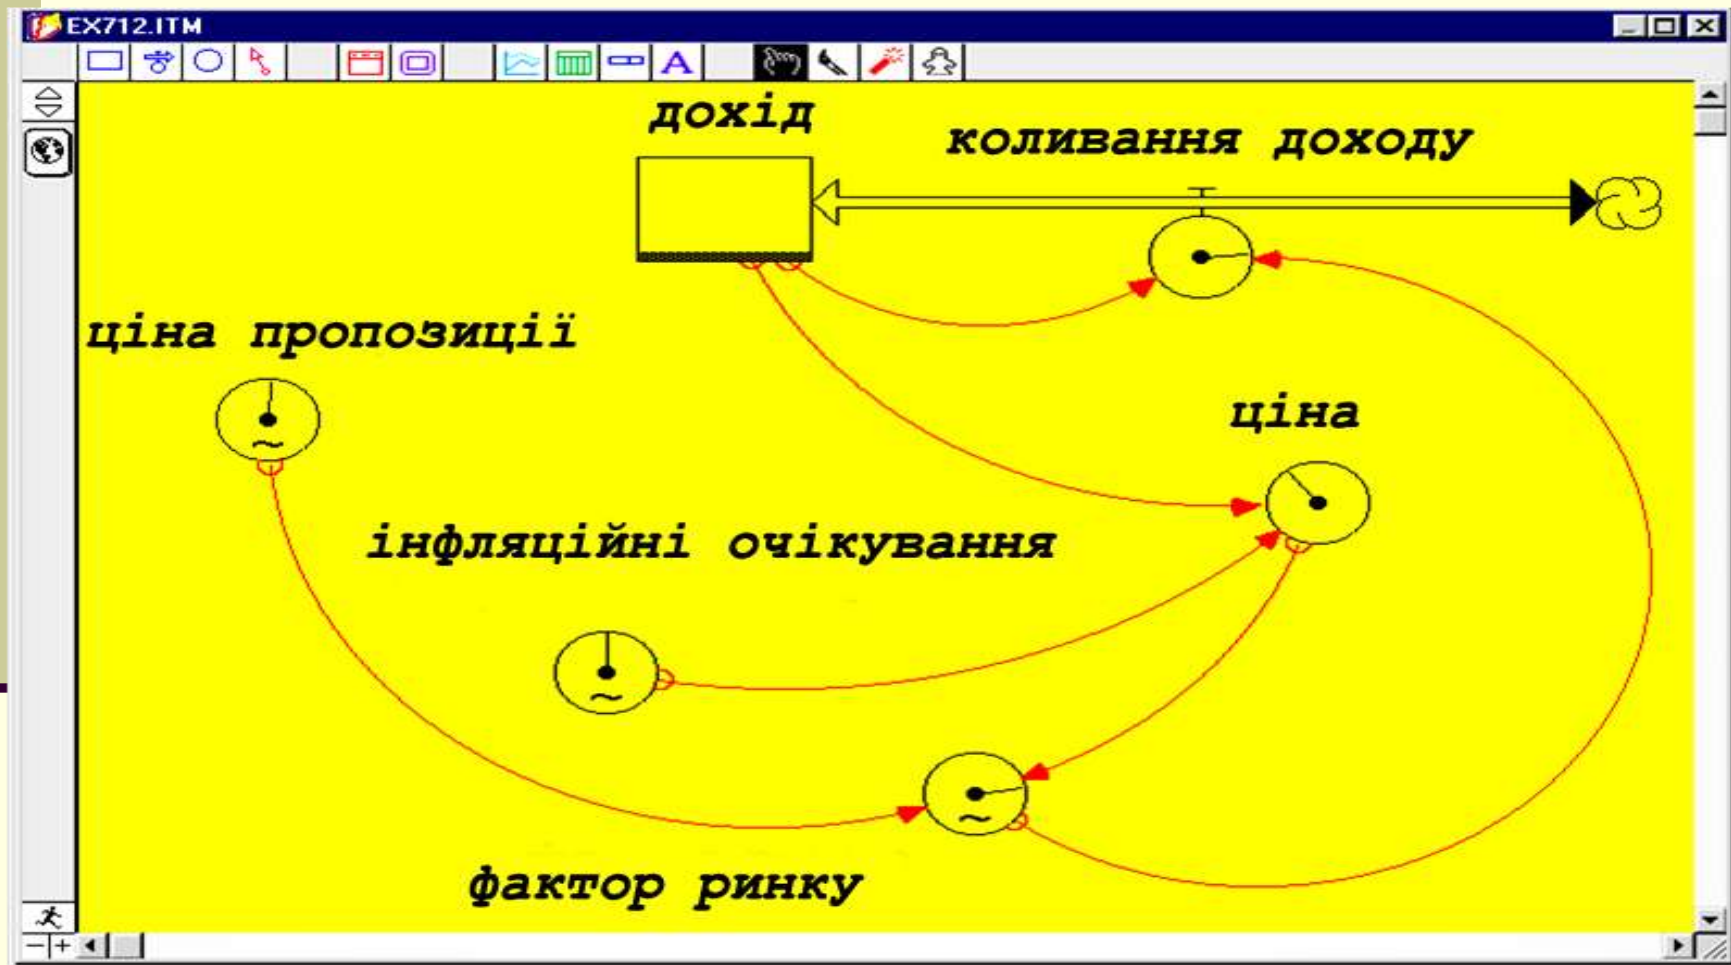 EX712.ITM
A
дохід
коливання доходу
ціна пропозиції
~
ціна
інфляційні очікування
~
~
фактор ринку